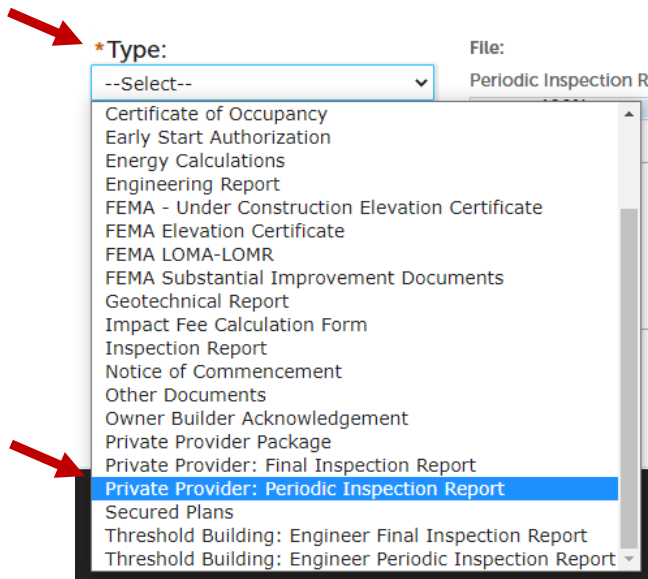 *Type:
File:
--Select--
Periodic Inspection R
Certificate of Occupancy
Early Start Authorization
Energy Calculations
Engineering Report
FEMA - Under Construction Elevation Certificate
FEMA Elevation Certificate
FEMA LOMA-LOMR
FEMA Substantial Improvement Documents
Geotechnical Report
Impact Fee Calculation Form
Inspection Report
Notice of Commencement
Other Documents
Owner Builder Acknowledgement
Private Provider Package
Private Provider: Final Inspection Report
Private Provider: Periodic Inspection Report
Secured Plans
Threshold Building: Engineer Final Inspection Report
Threshold Building: Engineer Periodic Inspection Report